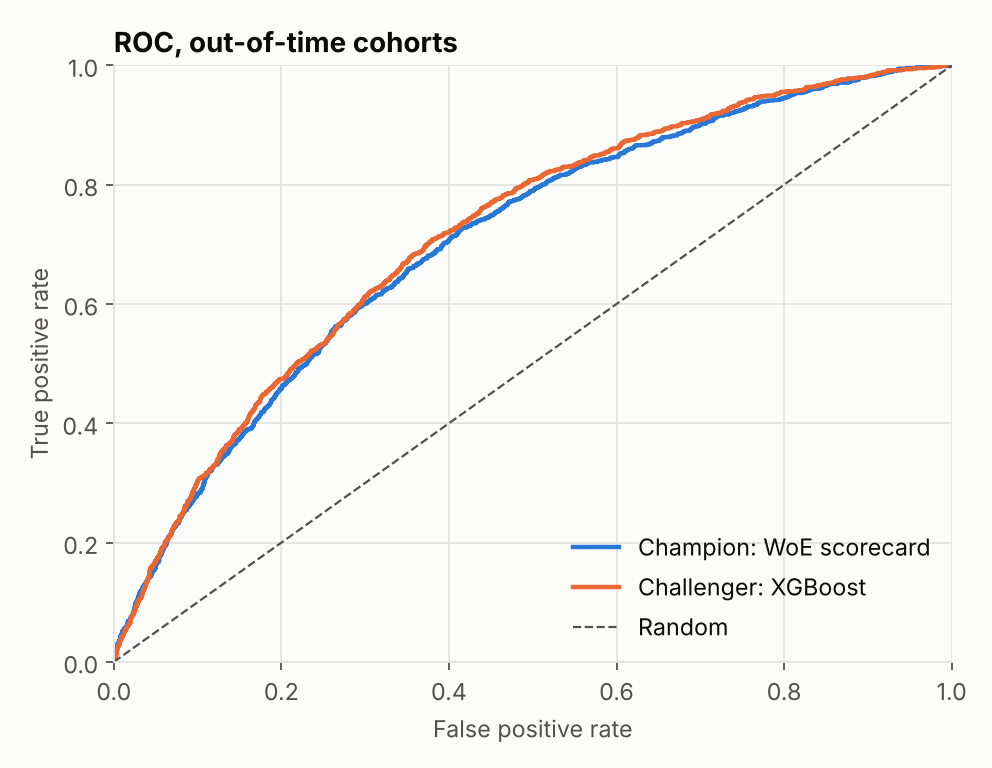 ROC, out-of-time cohorts
True positive rate
1.0
0.8
0.6
0.4
0.2
0.0
Champion: WoE scorecard
Challenger: XGBoost
Random
0.0 0.2 0.4 0.6 0.8 1.0
False positive rate